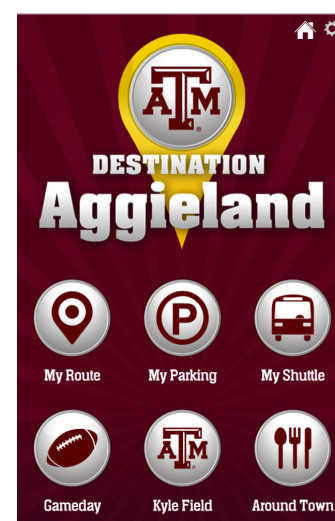 ATM
DESTINATION
Aggieland
P
My Route
My Parking
My Shuttle
ATM
Gameday
Kyle Field
Around Town